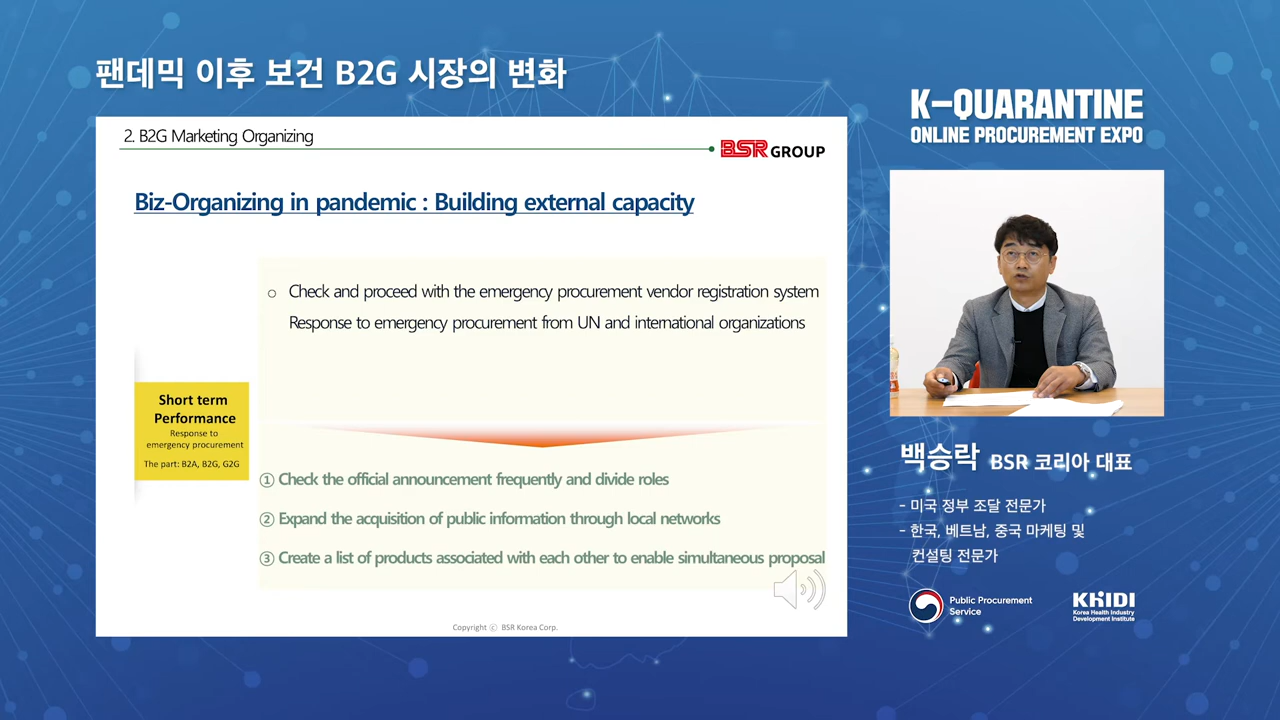 팬데믹 이후 보건 B2G 시장의 변화
2. B2G Marketing Organizing
BSR GROUP
Biz-Organizing in pandemic : Building external capacity
○ Check and proceed with the emergency procurement vendor registration system
Response to emergency procurement from UN and international organizations
Short term
Performance
Response to
emergency procurement
The part: B2A, B2G, G2G
① Check the official announcement frequently and divide roles
② Expand the acquisition of public information through local networks
③ Create a list of products associated with each other to enable simultaneous proposal
Copyright ⓒ BSR Korea Corp.
K-QUARANTINE
ONLINE PROCUREMENT EXPO
백승락 BSR 코리아 대표
- 미국 정부 조달 전문가
- 한국, 베트남, 중국 마케팅 및
컨설팅 전문가
Public Procurement
Service
KHIDI
Korea Health Industry
Development Institute